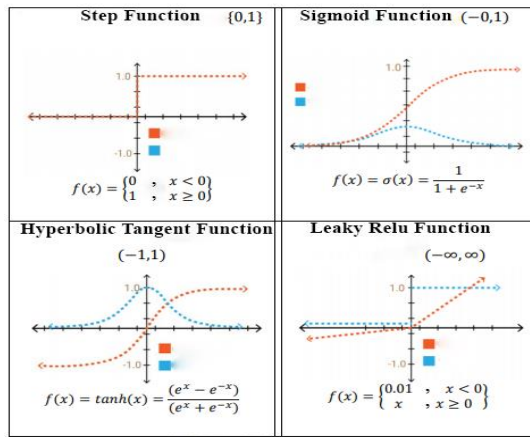 Step Function {0,1}
1.0
-1.0
f(x) = {0 , x < 0}
{1 , x ≥ 0}
Sigmoid Function (−0,1)
1.0
f(x) = σ(x) = 1 / (1 + e^-x)
Hyperbolic Tangent Function
(−1,1)
1.0
-1.0
f(x) = tanh(x) = (e^x − e^-x) / (e^x + e^-x)
Leaky Relu Function
(−∞,∞)
1.0
-1.0
f(x) = {0.01 , x < 0}
{ x , x ≥ 0}